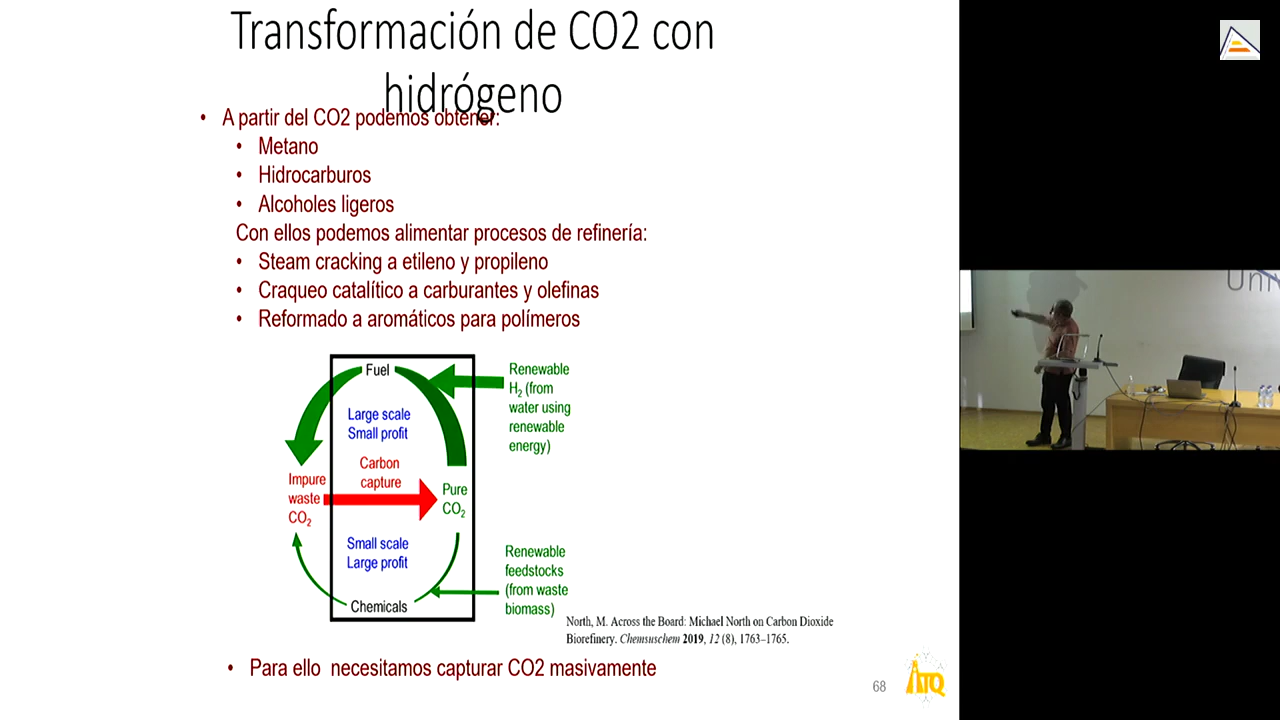 Transformación de CO2 con
hidrógeno
• A partir del CO2 podemos obtener:
• Metano
• Hidrocarburos
• Alcoholes ligeros
Con ellos podemos alimentar procesos de refinería:
• Steam cracking a etileno y propileno
• Craqueo catalítico a carburantes y olefinas
• Reformado a aromáticos para polímeros
Fuel
Large scale
Small profit
Renewable
H2 (from
water using
renewable
energy)
Impure
waste
CO2
Carbon
capture
Pure
CO2
Small scale
Large profit
Chemicals
Renewable
feedstocks
(from waste
biomass)
North, M. Across the Board: Michael North on Carbon Dioxide
Biorefinery. Chemsuschem 2019, 12 (8), 1763–1765.
• Para ello necesitamos capturar CO2 masivamente
68
ATQ
Univ